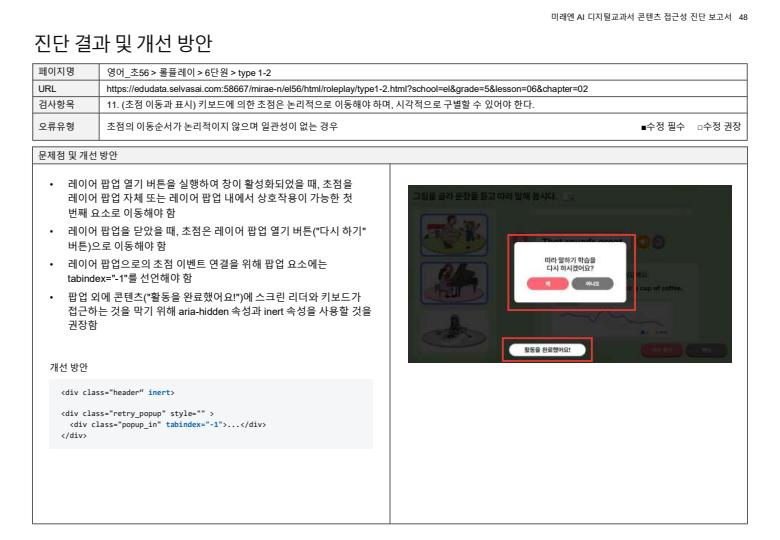 미래엔 AI 디지털교과서 콘텐츠 접근성 진단 보고서 48
진단 결과 및 개선 방안
페이지명 영어_초56 > 롤플레이 > 6단원 > type 1-2
URL https://edudata.selvasai.com:58667/mirae-n/el56/html/roleplay/type1-2.html?school=el&grade=5&lesson=06&chapter=02
검사항목 11. (초점 이동과 표시) 키보드에 의한 초점은 논리적으로 이동해야 하며, 시각적으로 구별할 수 있어야 한다.
오류유형 초점의 이동순서가 논리적이지 않으며 일관성이 없는 경우 ■수정 필수 □수정 권장
문제점 및 개선 방안
• 레이어 팝업 열기 버튼을 실행하여 창이 활성화되었을 때, 초점을
레이어 팝업 자체 또는 레이어 팝업 내에서 상호작용이 가능한 첫
번째 요소로 이동해야 함
• 레이어 팝업을 닫았을 때, 초점은 레이어 팝업 열기 버튼("다시 하기"
버튼)으로 이동해야 함
• 레이어 팝업으로의 초점 이벤트 연결을 위해 팝업 요소에는
tabindex="-1"를 선언해야 함
• 팝업 외에 콘텐츠("활동을 완료했어요!")에 스크린 리더와 키보드가
접근하는 것을 막기 위해 aria-hidden 속성과 inert 속성을 사용할 것을
권장함
개선 방안
<div class="header" inert>
<div class="retry_popup" style="" >
<div class="popup_in" tabindex="-1">...</div>
</div>
그림을 골라 문장을 듣고 따라 말해 봅시다.
That sounds great.
따라 말하기 학습을
다시 하시겠어요?
네 아니요
a cup of coffee.
활동을 완료했어요!